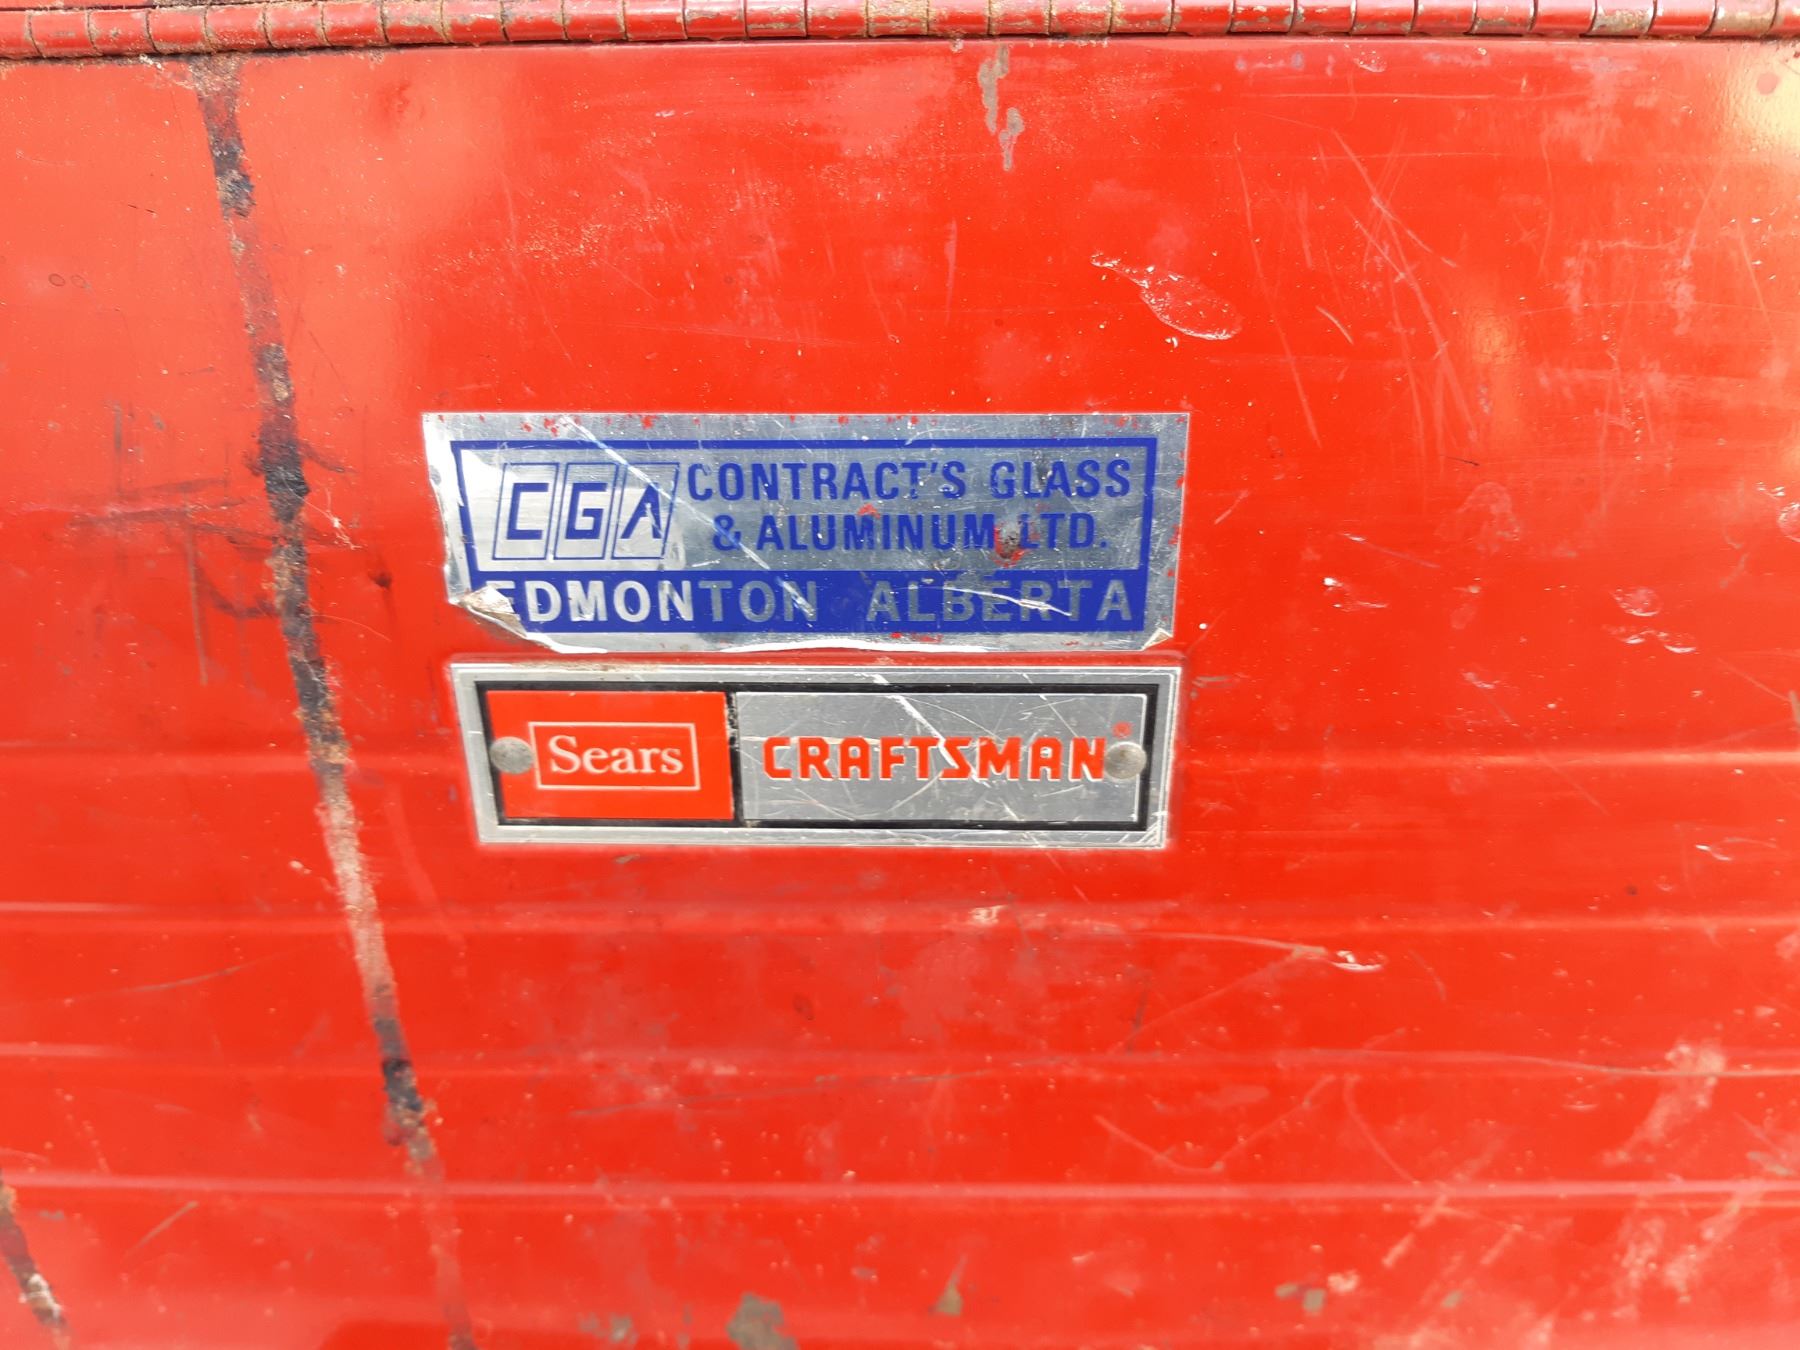 CGA CONTRACT'S GLASS
& ALUMINUM LTD.
EDMONTON ALBERTA
Sears CRAFTSMAN®